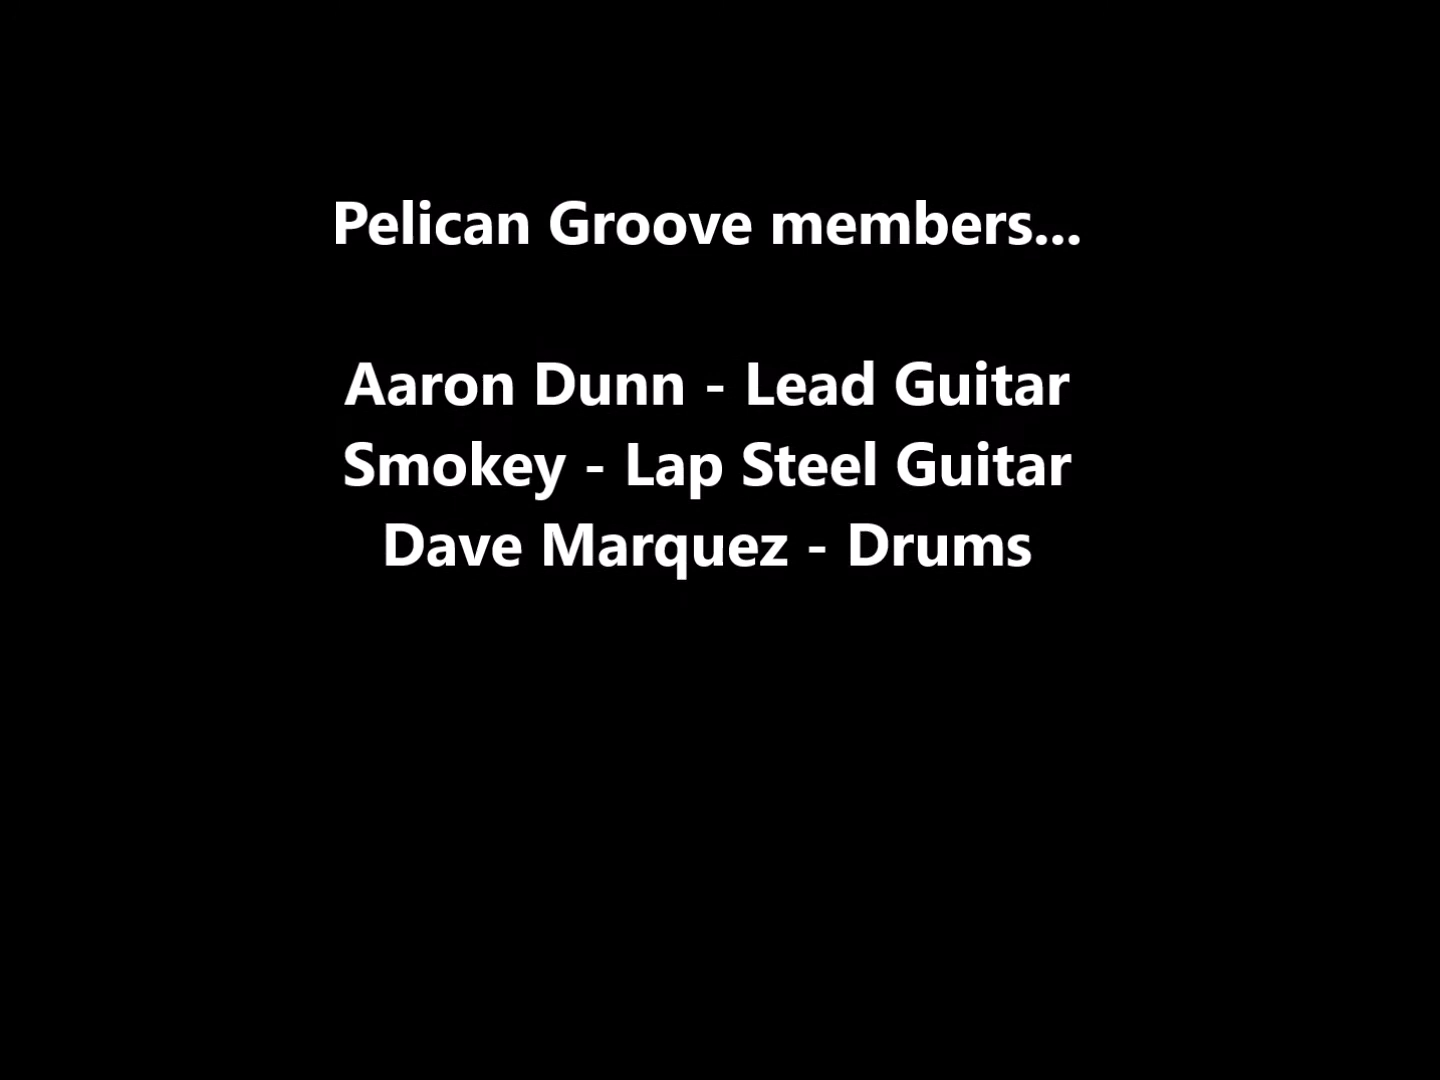 Pelican Groove members...
Aaron Dunn - Lead Guitar
Smokey - Lap Steel Guitar
Dave Marquez - Drums